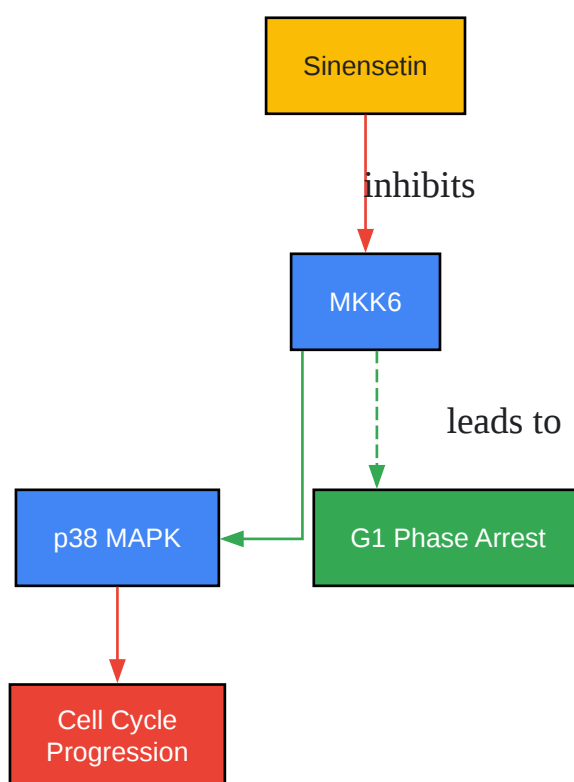 Sinensetin
inhibits
MKK6
leads to
p38 MAPK
G1 Phase Arrest
Cell Cycle
Progression